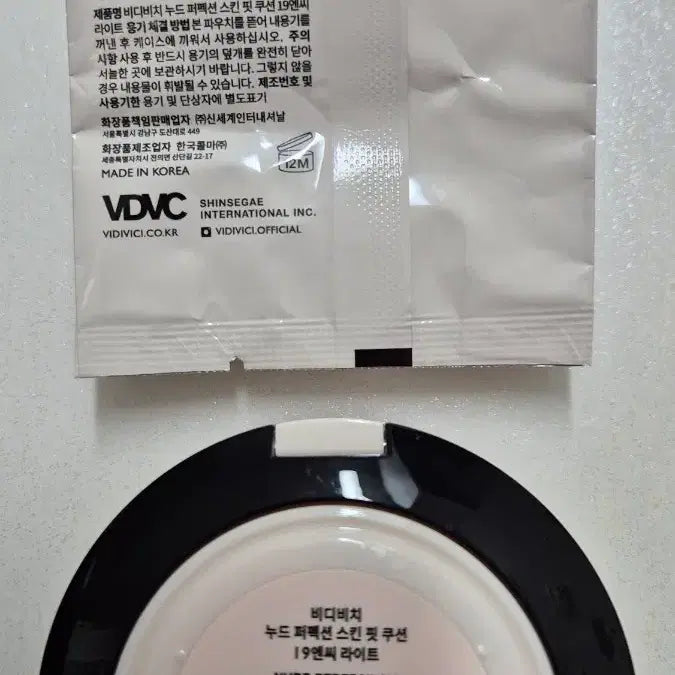 제품명 비디비치 누드 퍼펙션 스킨 핏 쿠션 19엔씨
라이트 용기 체결 방법 본 파우치를 뜯어 내용기를
꺼낸 후 케이스에 끼워서 사용하십시오. 주의
시항 사용 후 반드시 용기의 덮개를 완전히 닫아
서늘한 곳에 보관하시기 바랍니다. 그렇지 않을
경우 내용물이 휘발될 수 있습니다. 제조번호 및
사용기한 용기 및 단상자에 별도표기
화장품책임판매업자 ㈜신세계인터내셔날
서울특별시 강남구 도산대로 449
화장품제조업자 한국콜마㈜
세종특별자치시 전의면 산단길 22-17
MADE IN KOREA
12M
VDVC
SHINSEGAE
INTERNATIONAL INC.
VIDIVICI.CO.KR
VIDIVICI.OFFICIAL
비디비치
누드 퍼펙션 스킨 핏 쿠션
19엔씨 라이트